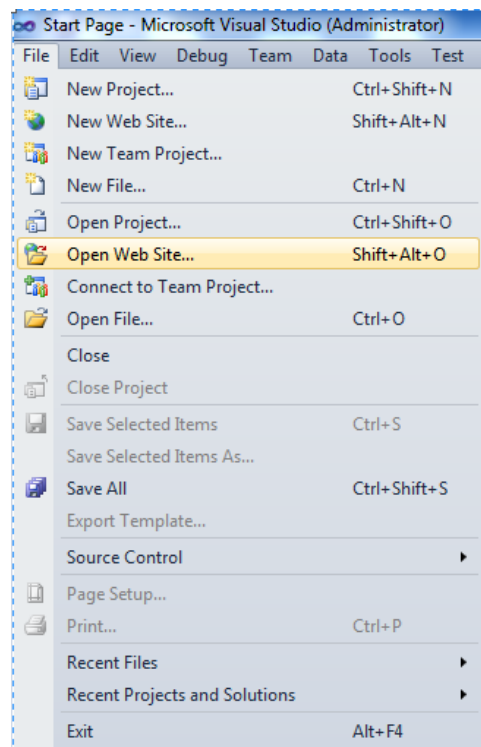 Start Page - Microsoft Visual Studio (Administrator)
File Edit View Debug Team Data Tools Test
New Project... Ctrl+Shift+N
New Web Site... Shift+Alt+N
New Team Project...
New File... Ctrl+N
Open Project... Ctrl+Shift+O
Open Web Site... Shift+Alt+O
Connect to Team Project...
Open File... Ctrl+O
Close
Close Project
Save Selected Items Ctrl+S
Save Selected Items As...
Save All Ctrl+Shift+S
Export Template...
Source Control
Page Setup...
Print... Ctrl+P
Recent Files
Recent Projects and Solutions
Exit Alt+F4